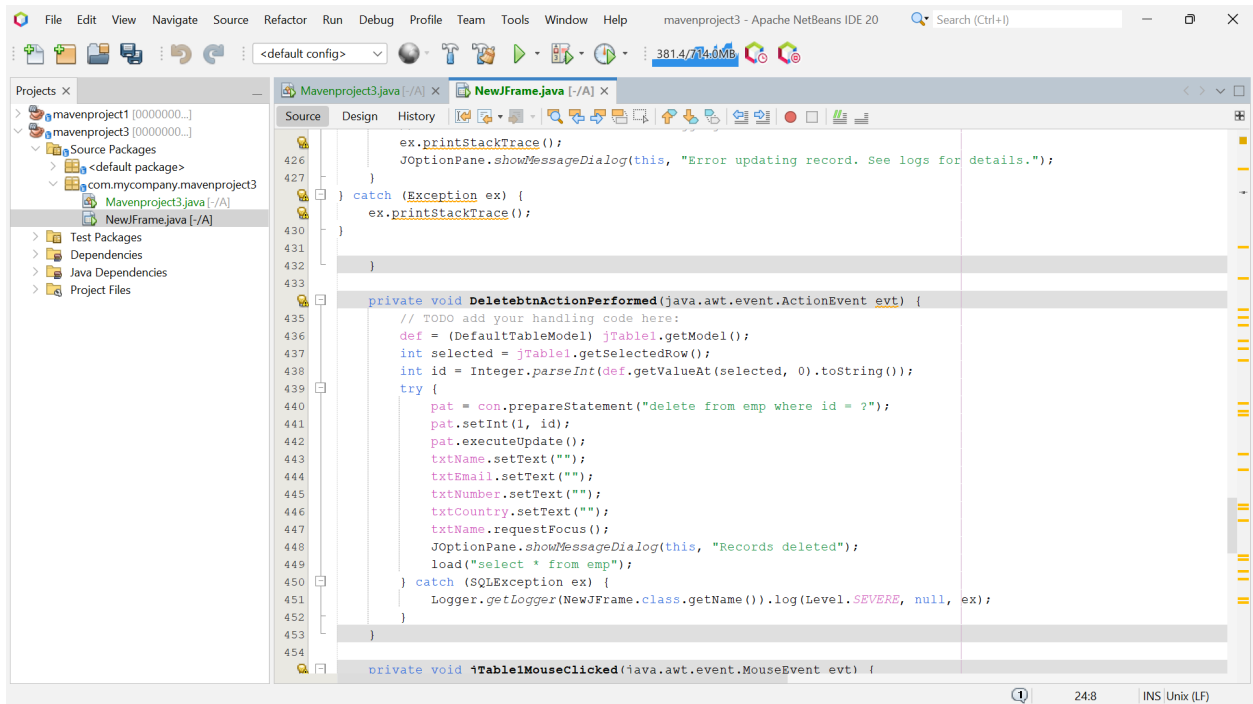 File Edit View Navigate Source Refactor Run Debug Profile Team Tools Window Help mavenproject3 - Apache NetBeans IDE 20 Search (Ctrl+I)
<default config> 381.4/714.0MB
Projects
Mavenproject3.java [-/A] NewJFrame.java [-/A]
mavenproject1 [0000000...]
mavenproject3 [0000000...]
Source Packages
<default package>
com.mycompany.mavenproject3
Mavenproject3.java [-/A]
NewJFrame.java [-/A]
Test Packages
Dependencies
Java Dependencies
Project Files
Source Design History
ex.printStackTrace();
426 JOptionPane.showMessageDialog(this, "Error updating record. See logs for details.");
427 }
} catch (Exception ex) {
ex.printStackTrace();
430 }
431
432 }
433
private void DeletebtnActionPerformed(java.awt.event.ActionEvent evt) {
435 // TODO add your handling code here:
436 def = (DefaultTableModel) jTable1.getModel();
437 int selected = jTable1.getSelectedRow();
438 int id = Integer.parseInt(def.getValueAt(selected, 0).toString());
439 try {
440 pat = con.prepareStatement("delete from emp where id = ?");
441 pat.setInt(1, id);
442 pat.executeUpdate();
443 txtName.setText("");
444 txtEmail.setText("");
445 txtNumber.setText("");
446 txtCountry.setText("");
447 txtName.requestFocus();
448 JOptionPane.showMessageDialog(this, "Records deleted");
449 load("select * from emp");
450 } catch (SQLException ex) {
451 Logger.getLogger(NewJFrame.class.getName()).log(Level.SEVERE, null, ex);
452 }
453 }
454
private void jTable1MouseClicked(java.awt.event.MouseEvent evt) {
1 24:8 INS Unix (LF)